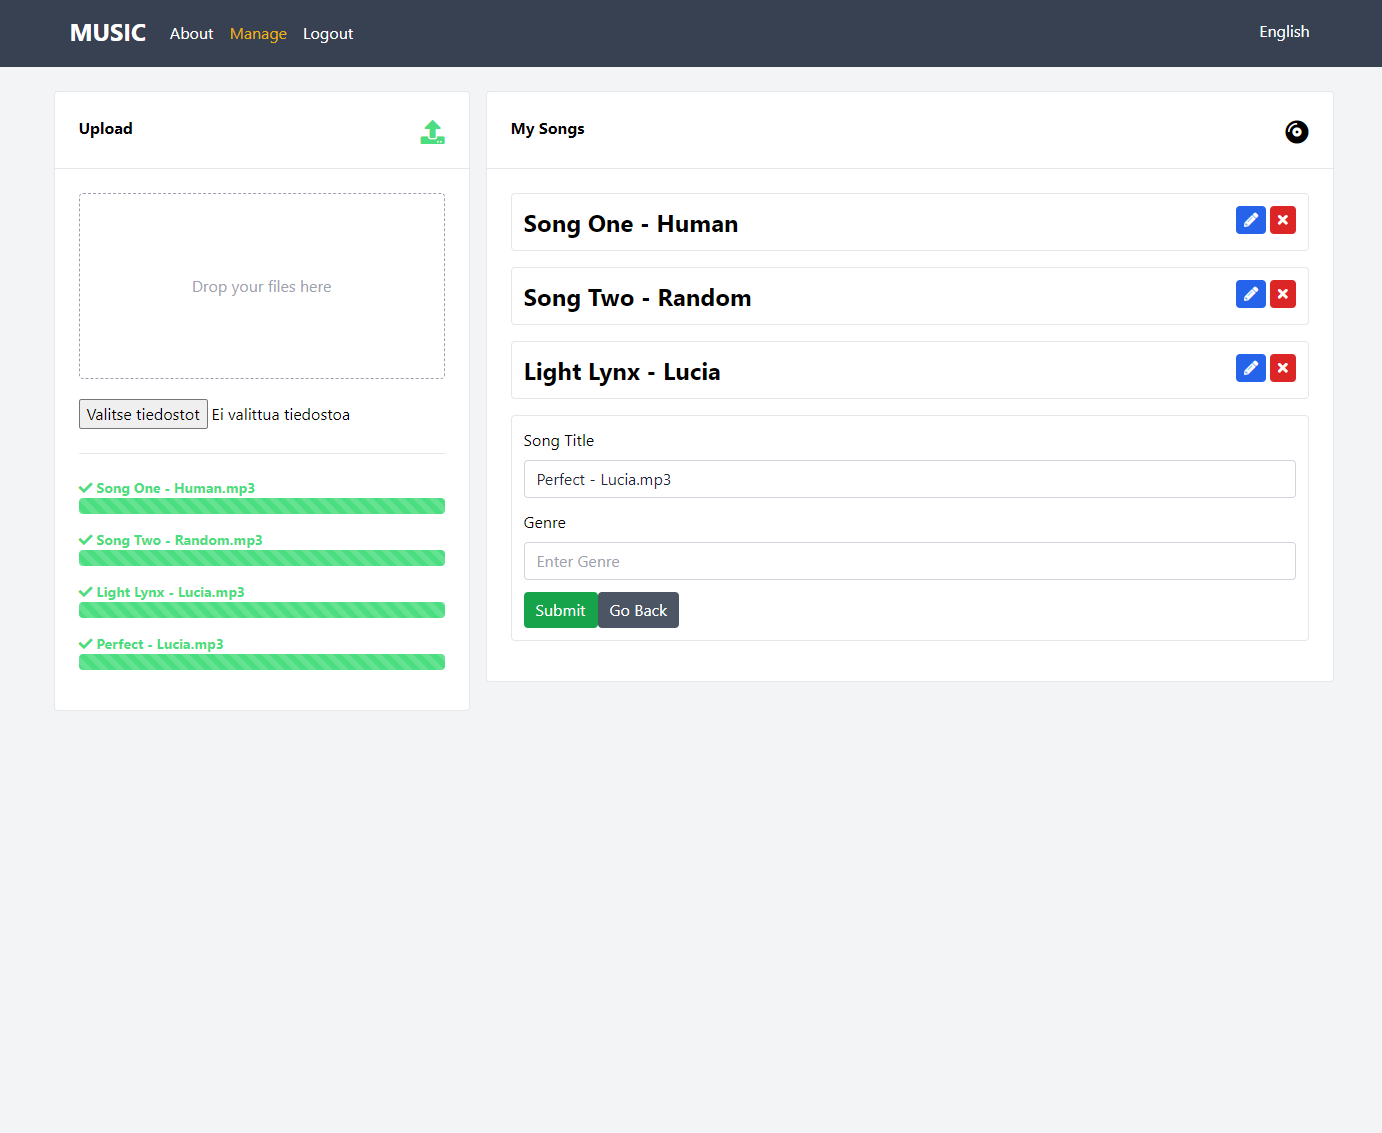 MUSIC About Manage Logout English
Upload
Drop your files here
Valitse tiedostot Ei valittua tiedostoa
Song One - Human.mp3
Song Two - Random.mp3
Light Lynx - Lucia.mp3
Perfect - Lucia.mp3
My Songs
Song One - Human
Song Two - Random
Light Lynx - Lucia
Song Title
Perfect - Lucia.mp3
Genre
Enter Genre
Submit Go Back